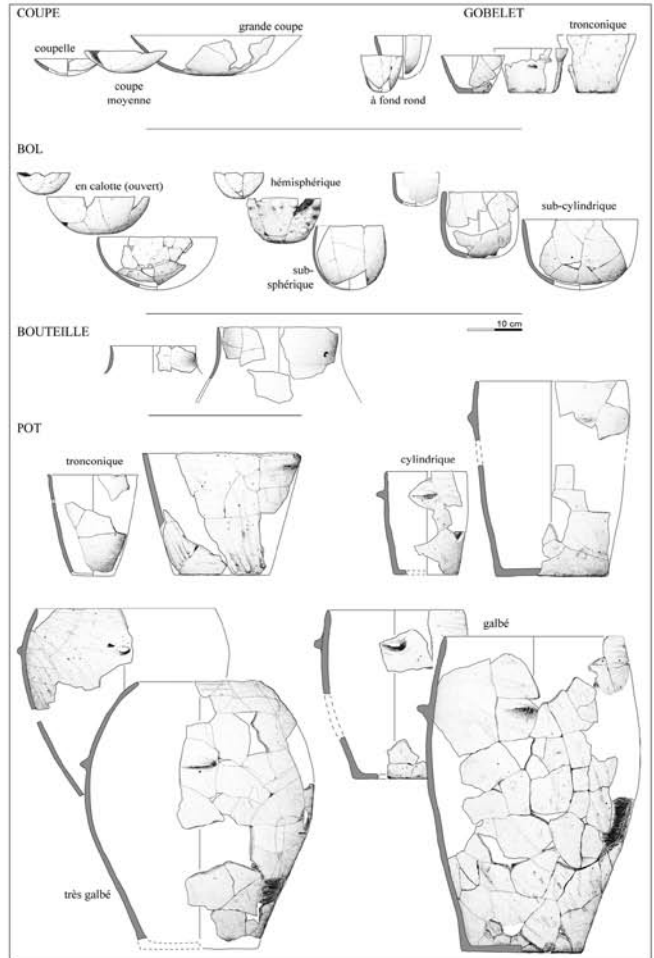 COUPE
grande coupe
coupelle
coupe
moyenne
GOBELET
tronconique
à fond rond
BOL
en calotte (ouvert)
hémisphérique
sub-
sphérique
sub-cylindrique
BOUTEILLE
10 cm
POT
tronconique
cylindrique
galbé
très galbé